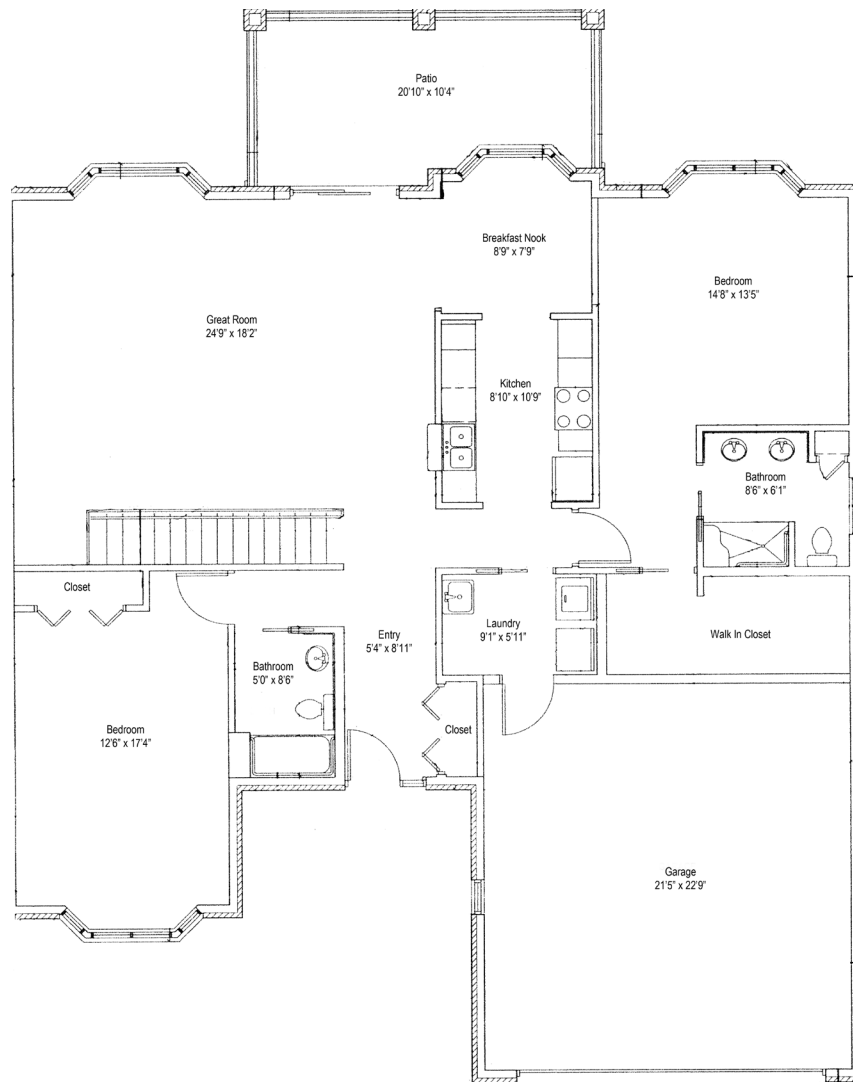 Patio
20'10" x 10'4"
Breakfast Nook
8'9" x 7'9"
Bedroom
14'8" x 13'5"
Great Room
24'9" x 18'2"
Kitchen
8'10" x 10'9"
Bathroom
8'6" x 6'1"
Closet
Entry
5'4" x 8'11"
Laundry
9'1" x 5'11"
Walk In Closet
Bathroom
5'0" x 8'6"
Bedroom
12'6" x 17'4"
Closet
Garage
21'5" x 22'9"